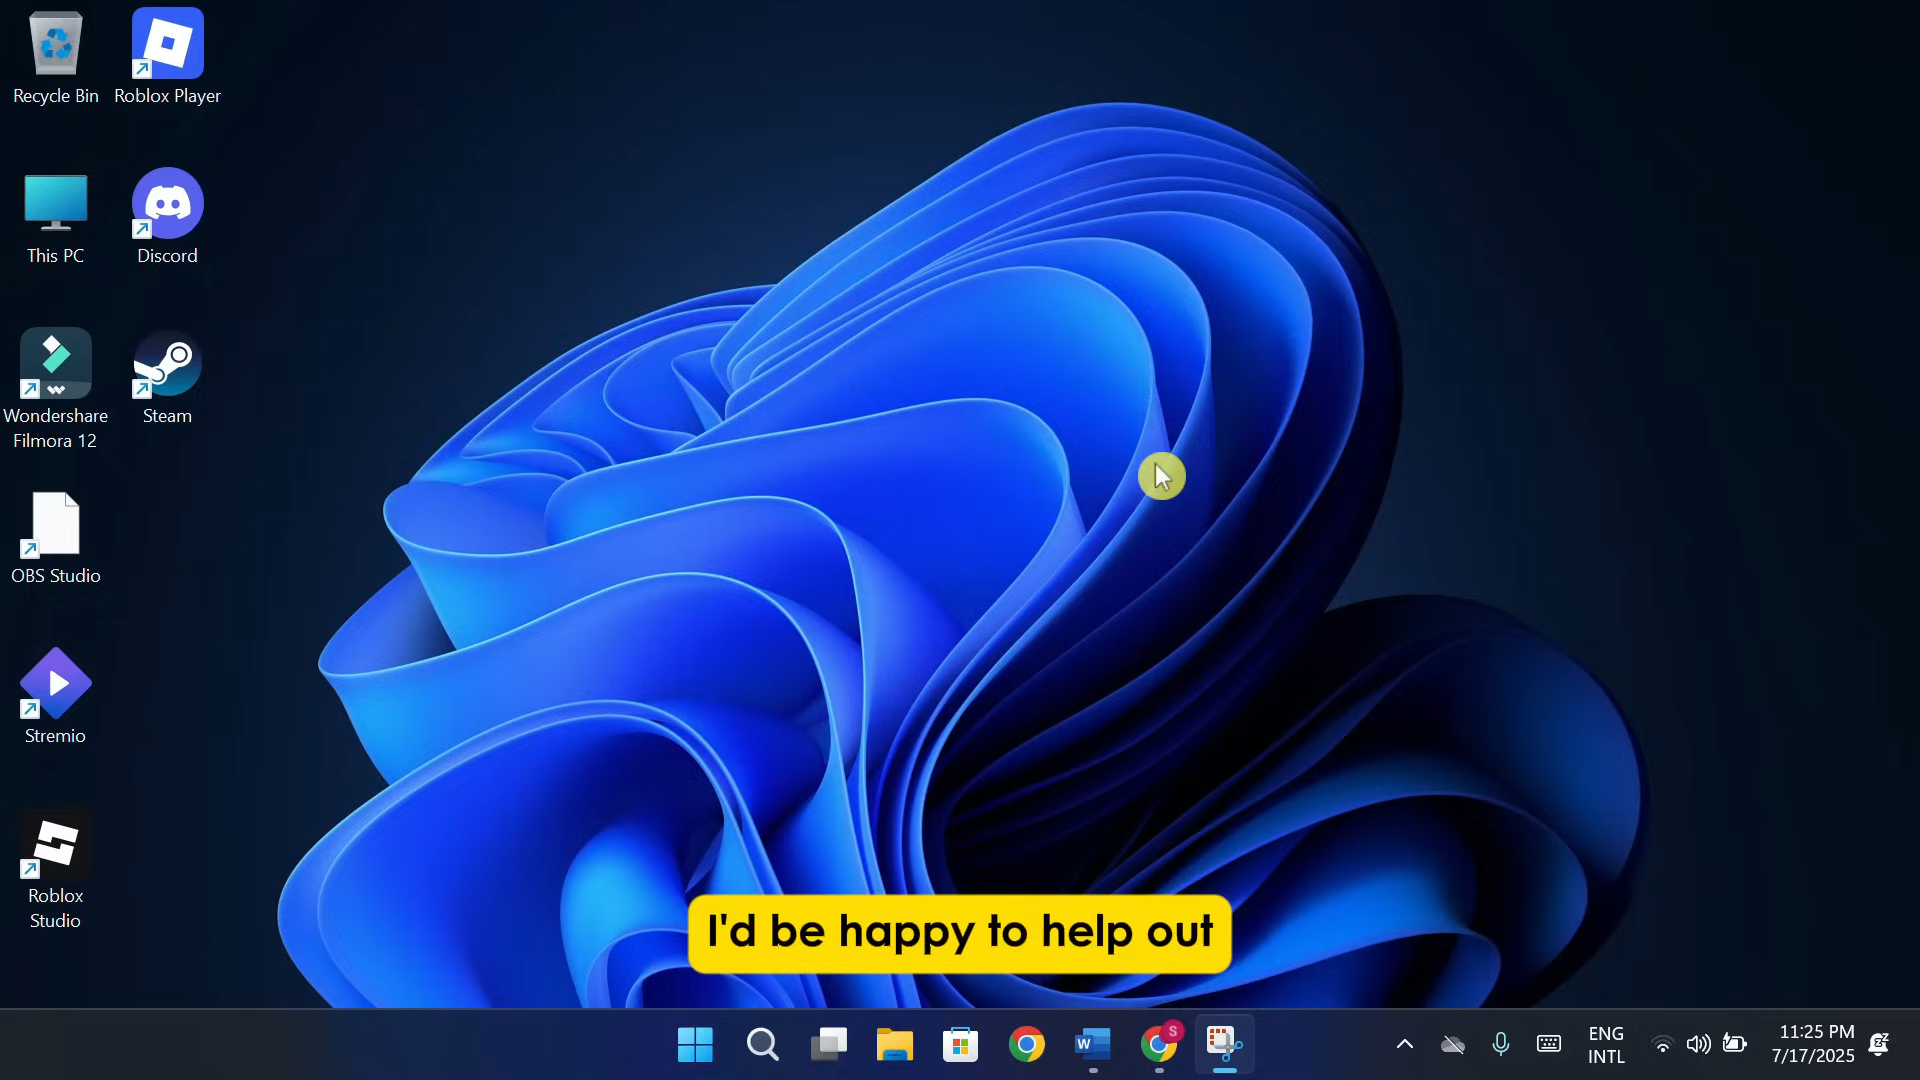 Recycle Bin
Roblox Player
This PC
Discord
Wondershare
Filmora 12
Steam
OBS Studio
Stremio
Roblox
Studio
I'd be happy to help out
W
S
ENG
INTL
11:25 PM
7/17/2025